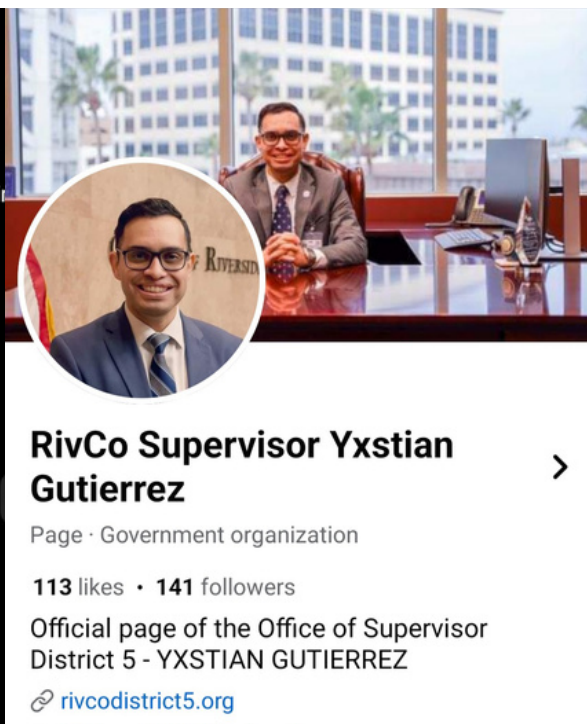 RIVERSID
RivCo Supervisor Yxstian
Gutierrez
Page · Government organization
113 likes • 141 followers
Official page of the Office of Supervisor
District 5 - YXSTIAN GUTIERREZ
rivcodistrict5.org